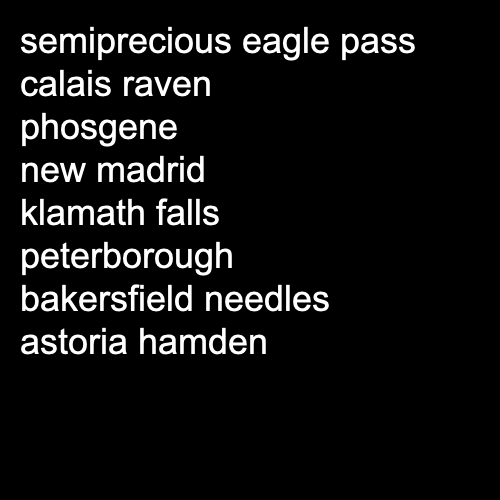 semiprecious eagle pass
calais raven
phosgene
new madrid
klamath falls
peterborough
bakersfield needles
astoria hamden